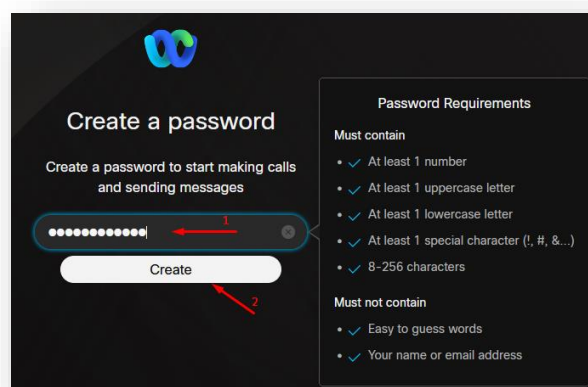 Create a password
Create a password to start making calls
and sending messages
1
Create
2
Password Requirements
Must contain
At least 1 number
At least 1 uppercase letter
At least 1 lowercase letter
At least 1 special character (!, #, &...)
8-256 characters
Must not contain
Easy to guess words
Your name or email address